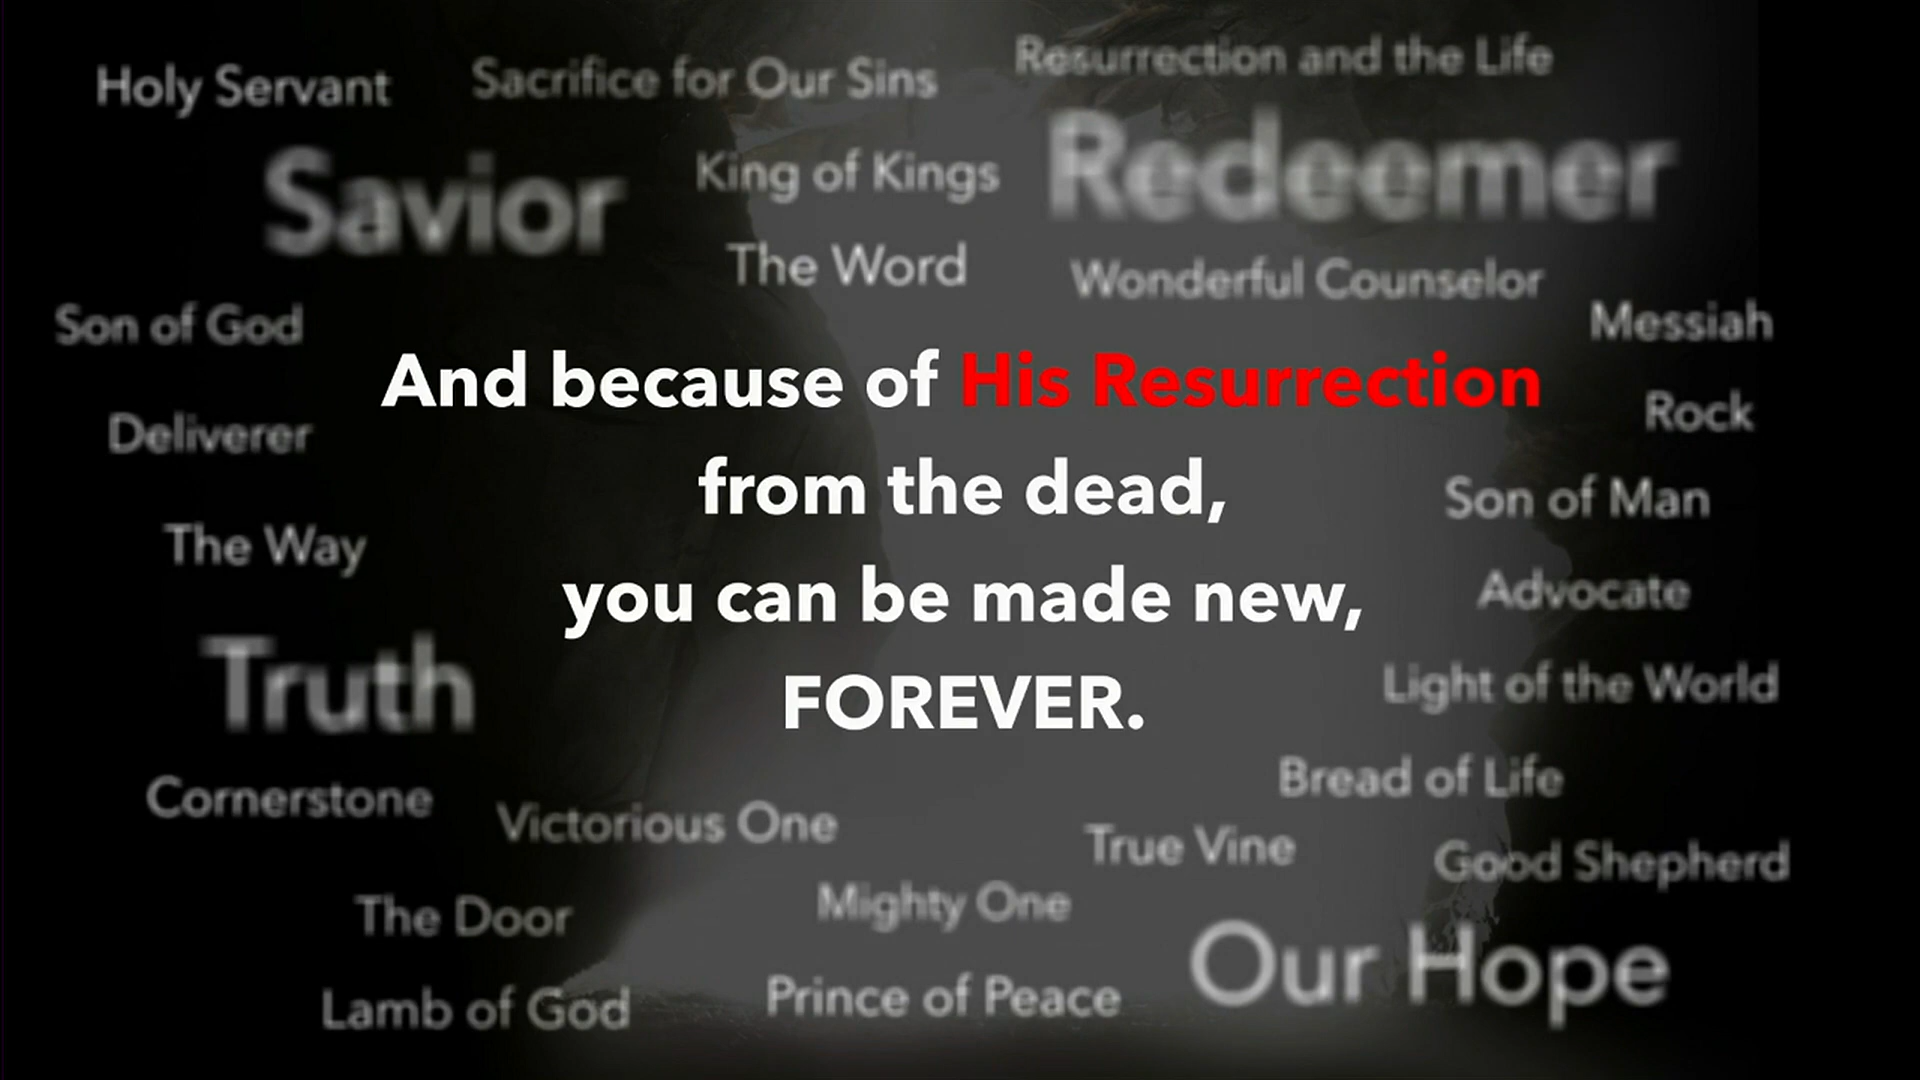 Resurrection and the Life
Holy Servant
Sacrifice for Our Sins
Savior
King of Kings
Redeemer
The Word
Wonderful Counselor
Son of God
Messiah
And because of His Resurrection
Deliverer
Rock
from the dead,
Son of Man
The Way
you can be made new,
Advocate
Truth
Light of the World
FOREVER.
Bread of Life
Cornerstone
Victorious One
True Vine
Good Shepherd
The Door
Mighty One
Our Hope
Lamb of God
Prince of Peace